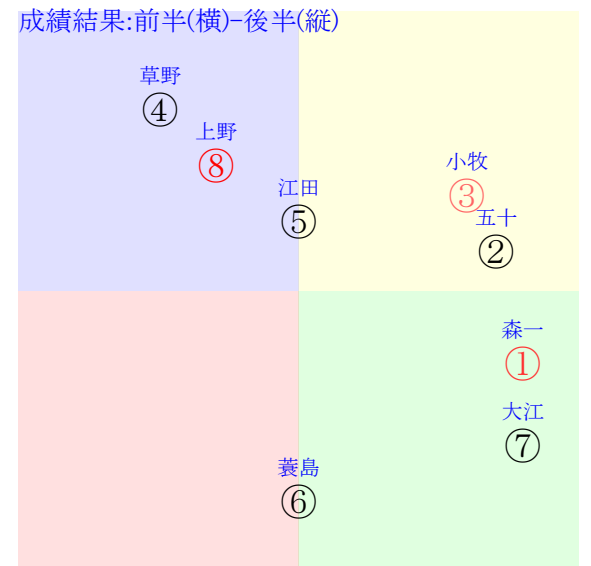 成績結果:前半(横)-後半(縦)
草野
④
上野
⑧
小牧
③
江田
⑤
五十
②
森一
①
大江
⑦
蓑島
⑥